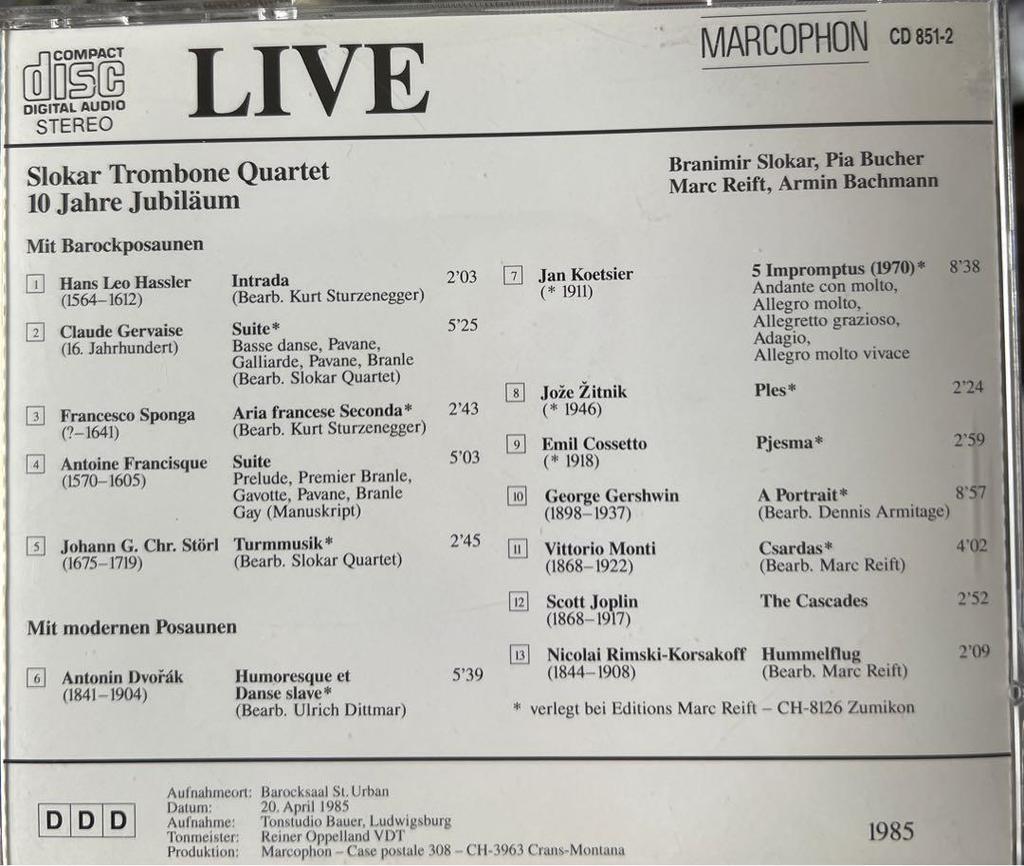 COMPACT
disc
DIGITAL AUDIO
STEREO
LIVE
MARCOPHON CD 851-2
Slokar Trombone Quartet
10 Jahre Jubiläum
Branimir Slokar, Pia Bucher
Marc Reift, Armin Bachmann
Mit Barockposaunen
1 Hans Leo Hassler Intrada 2'03
(1564–1612) (Bearb. Kurt Sturzenegger)
2 Claude Gervaise Suite* 5'25
(16. Jahrhundert) Basse danse, Pavane,
Galliarde, Pavane, Branle
(Bearb. Slokar Quartet)
3 Francesco Sponga Aria francese Seconda* 2'43
(?–1641) (Bearb. Kurt Sturzenegger)
4 Antoine Francisque Suite 5'03
(1570–1605) Prelude, Premier Branle,
Gavotte, Pavane, Branle
Gay (Manuskript)
5 Johann G. Chr. Störl Turmmusik* 2'45
(1675–1719) (Bearb. Slokar Quartet)
Mit modernen Posaunen
6 Antonin Dvořák Humoresque et 5'39
(1841–1904) Danse slave*
(Bearb. Ulrich Dittmar)
7 Jan Koetsier 5 Impromptus (1970)* 8'38
(* 1911) Andante con molto,
Allegro molto,
Allegretto grazioso,
Adagio,
Allegro molto vivace
8 Jože Žitnik Ples* 2'24
(* 1946)
9 Emil Cossetto Pjesma* 2'59
(* 1918)
10 George Gershwin A Portrait* 8'57
(1898–1937) (Bearb. Dennis Armitage)
11 Vittorio Monti Csardas* 4'02
(1868–1922) (Bearb. Marc Reift)
12 Scott Joplin The Cascades 2'52
(1868–1917)
13 Nicolai Rimski-Korsakoff Hummelflug 2'09
(1844–1908) (Bearb. Marc Reift)
* verlegt bei Editions Marc Reift – CH-8126 Zumikon
D D D
Aufnahmeort: Barocksaal St. Urban
Datum: 20. April 1985
Aufnahme: Tonstudio Bauer, Ludwigsburg
Tonmeister: Reiner Oppelland VDT
Produktion: Marcophon – Case postale 308 – CH-3963 Crans-Montana
1985